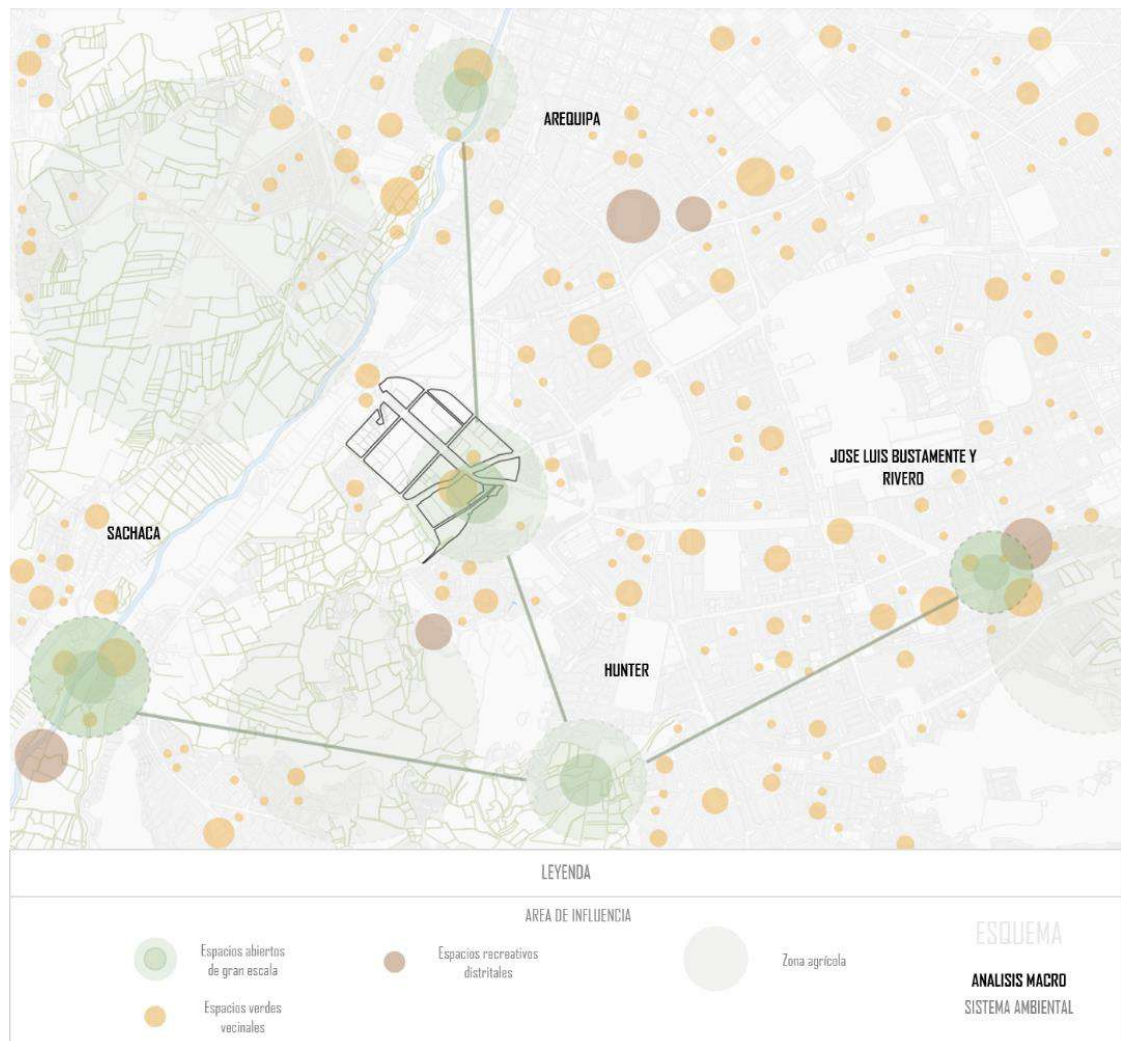 AREQUIPA
JOSE LUIS BUSTAMENTE Y
RIVERO
SACHACA
HUNTER
LEYENDA
AREA DE INFLUENCIA
Espacios abiertos
de gran escala
Espacios verdes
vecinales
Espacios recreativos
distritales
Zona agrícola
ESQUEMA
ANALISIS MACRO
SISTEMA AMBIENTAL